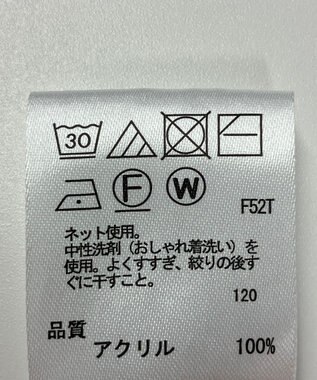 30
F W F52T
ネット使用。
中性洗剤（おしゃれ着洗い）を
使用。よくすすぎ、絞りの後す
ぐに干すこと。
120
品質
アクリル 100%